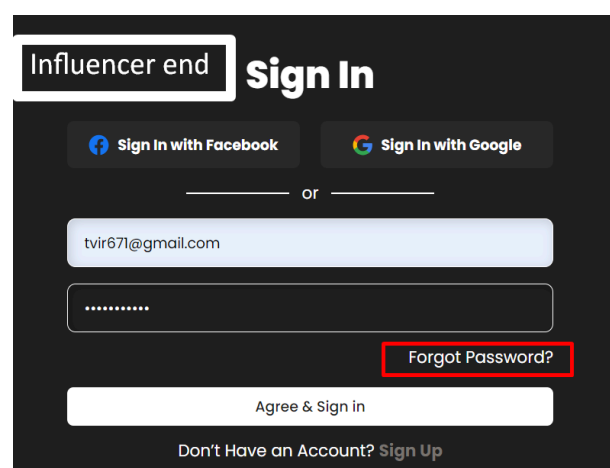 Influencer end
Sign In
Sign In with Facebook
Sign In with Google
or
tvir671@gmail.com
•••••••••••
Forgot Password?
Agree & Sign in
Don't Have an Account? Sign Up